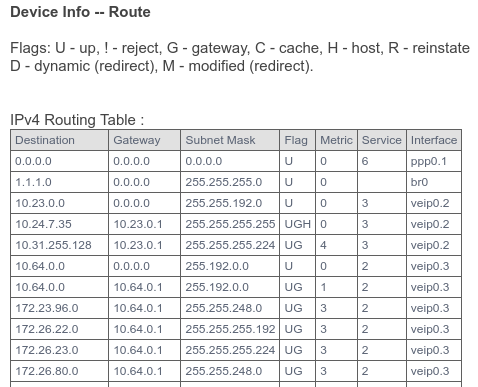 Device Info -- Route
Flags: U - up, ! - reject, G - gateway, C - cache, H - host, R - reinstate
D - dynamic (redirect), M - modified (redirect).
IPv4 Routing Table :
Destination Gateway Subnet Mask Flag Metric Service Interface
0.0.0.0 0.0.0.0 0.0.0.0 U 0 6 ppp0.1
1.1.1.0 0.0.0.0 255.255.255.0 U 0 br0
10.23.0.0 0.0.0.0 255.255.192.0 U 0 3 veip0.2
10.24.7.35 10.23.0.1 255.255.255.255 UGH 0 3 veip0.2
10.31.255.128 10.23.0.1 255.255.255.224 UG 4 3 veip0.2
10.64.0.0 0.0.0.0 255.192.0.0 U 0 2 veip0.3
10.64.0.0 10.64.0.1 255.192.0.0 UG 1 2 veip0.3
172.23.96.0 10.64.0.1 255.255.248.0 UG 3 2 veip0.3
172.26.22.0 10.64.0.1 255.255.255.192 UG 3 2 veip0.3
172.26.23.0 10.64.0.1 255.255.255.224 UG 3 2 veip0.3
172.26.80.0 10.64.0.1 255.255.248.0 UG 3 2 veip0.3